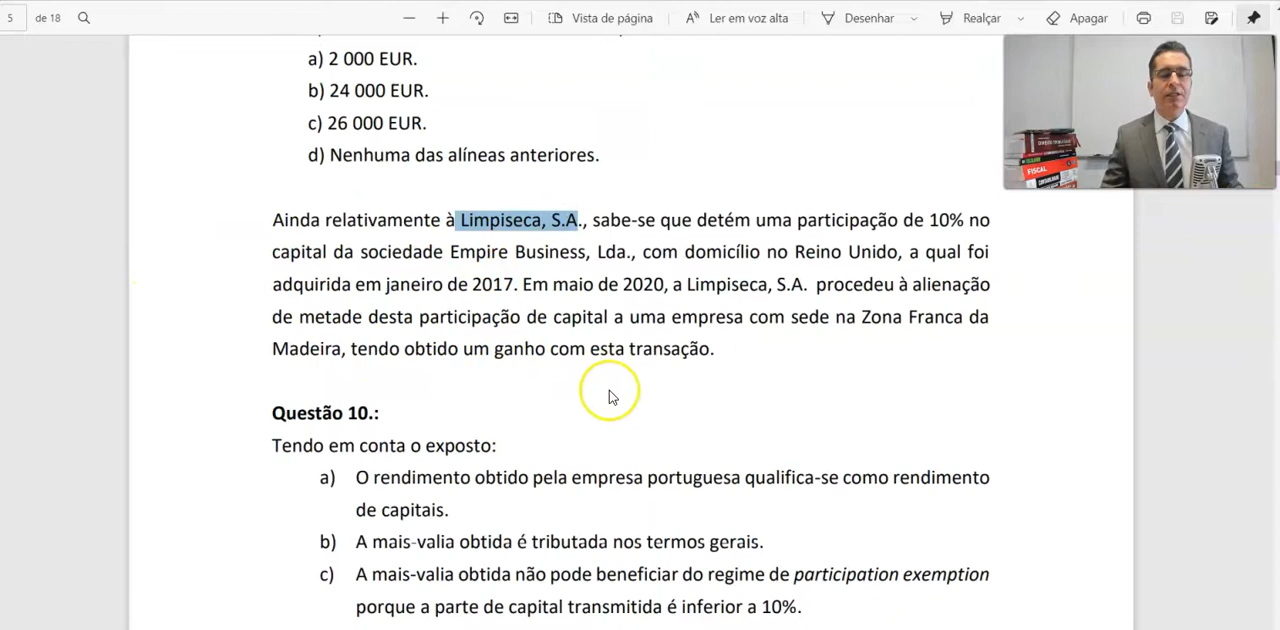 5 de 18 Vista de página Ler em voz alta Desenhar Realçar Apagar
a) 2 000 EUR.
b) 24 000 EUR.
c) 26 000 EUR.
d) Nenhuma das alíneas anteriores.
FISCAL
Ainda relativamente à Limpiseca, S.A., sabe-se que detém uma participação de 10% no
capital da sociedade Empire Business, Lda., com domicílio no Reino Unido, a qual foi
adquirida em janeiro de 2017. Em maio de 2020, a Limpiseca, S.A. procedeu à alienação
de metade desta participação de capital a uma empresa com sede na Zona Franca da
Madeira, tendo obtido um ganho com esta transação.
Questão 10.:
Tendo em conta o exposto:
a) O rendimento obtido pela empresa portuguesa qualifica-se como rendimento
de capitais.
b) A mais-valia obtida é tributada nos termos gerais.
c) A mais-valia obtida não pode beneficiar do regime de participation exemption
porque a parte de capital transmitida é inferior a 10%.